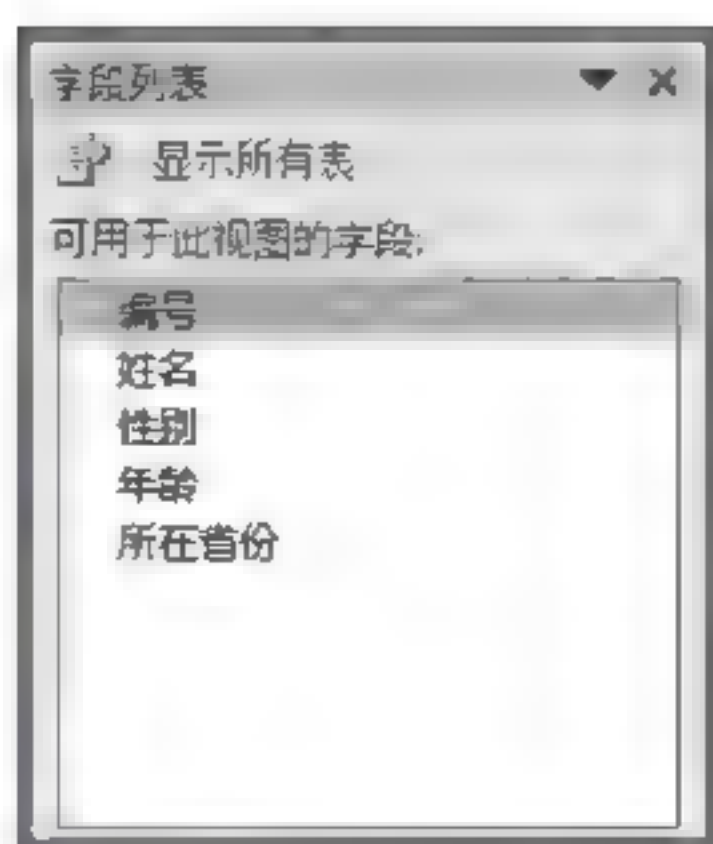 字段列表
显示所有表
可用于此视图的字段:
编号
姓名
性别
年龄
所在省份